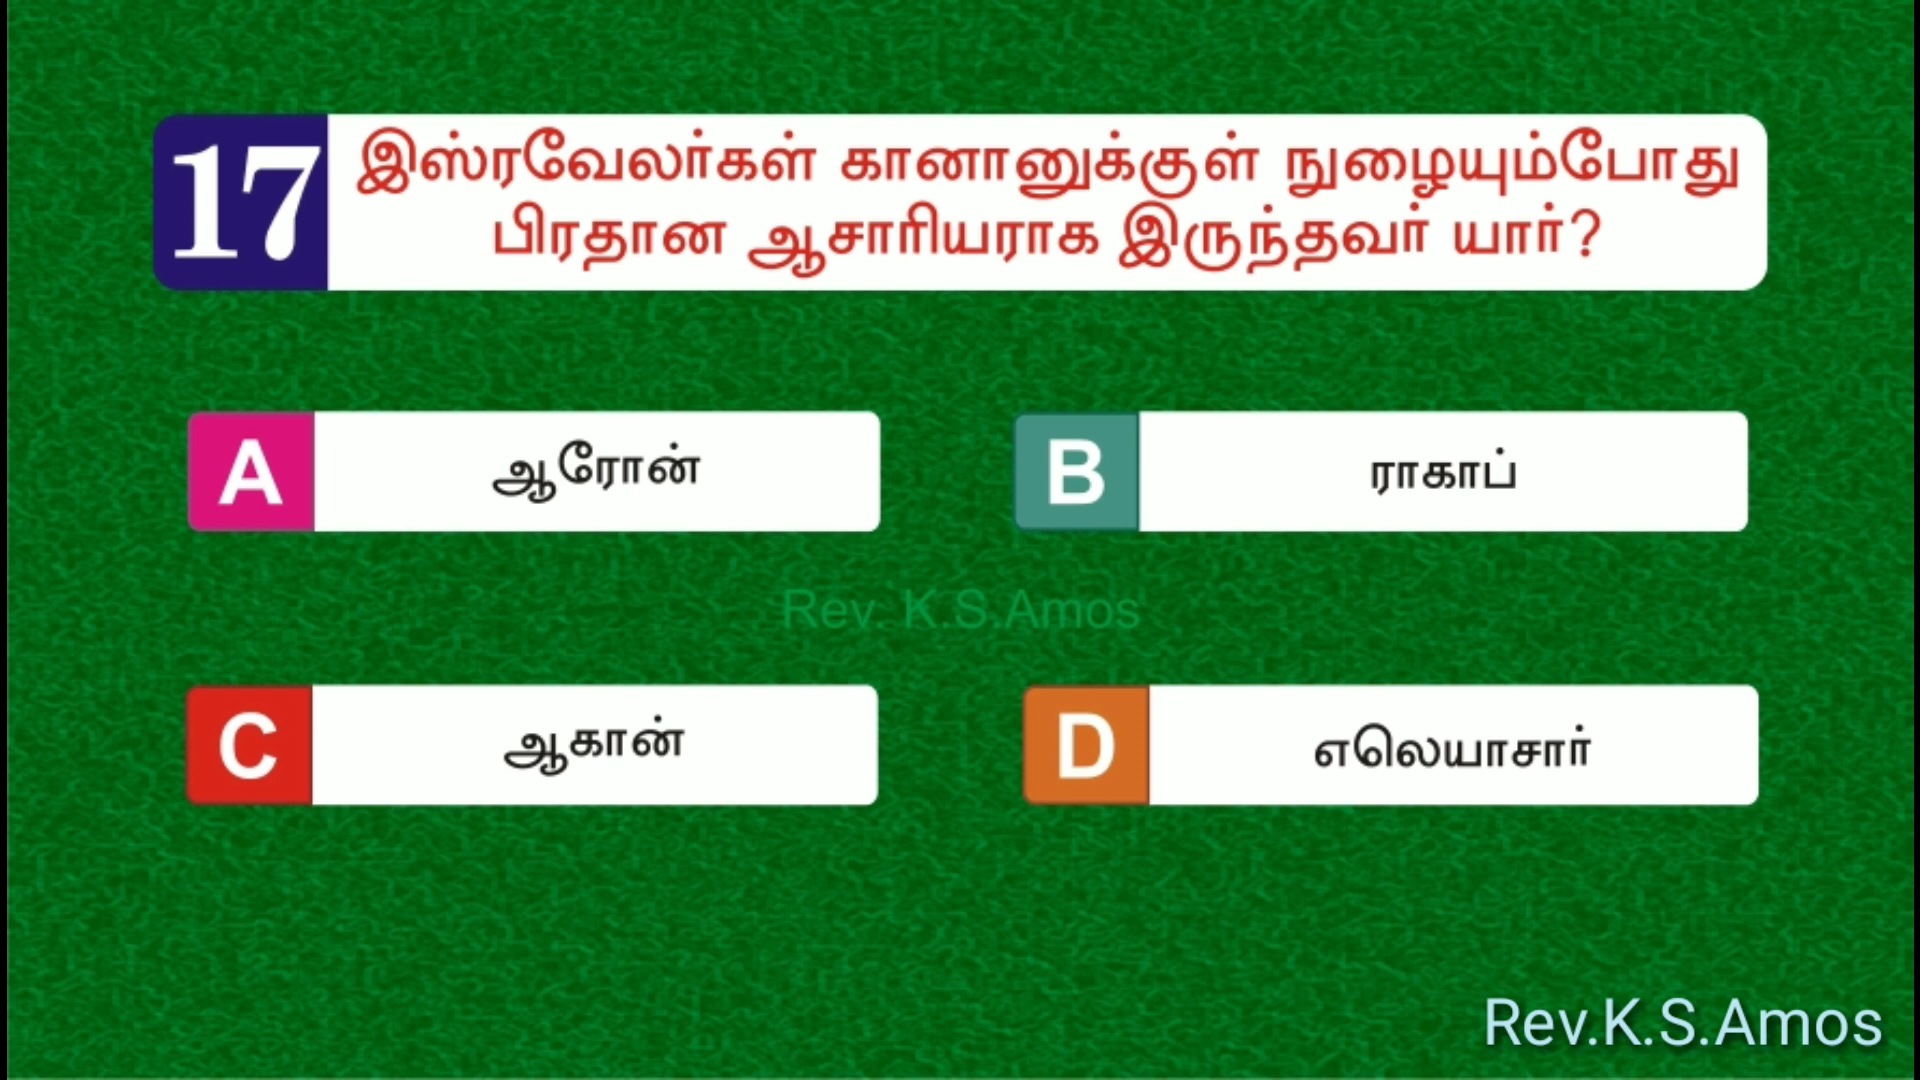 17
இஸ்ரவேலர்கள் கானானுக்குள் நுழையும்போது
பிரதான ஆசாரியராக இருந்தவர் யார்?
A ஆரோன்
B ராகாப்
Rev. K.S.Amos
C ஆகான்
D எலெயாசார்
Rev.K.S.Amos